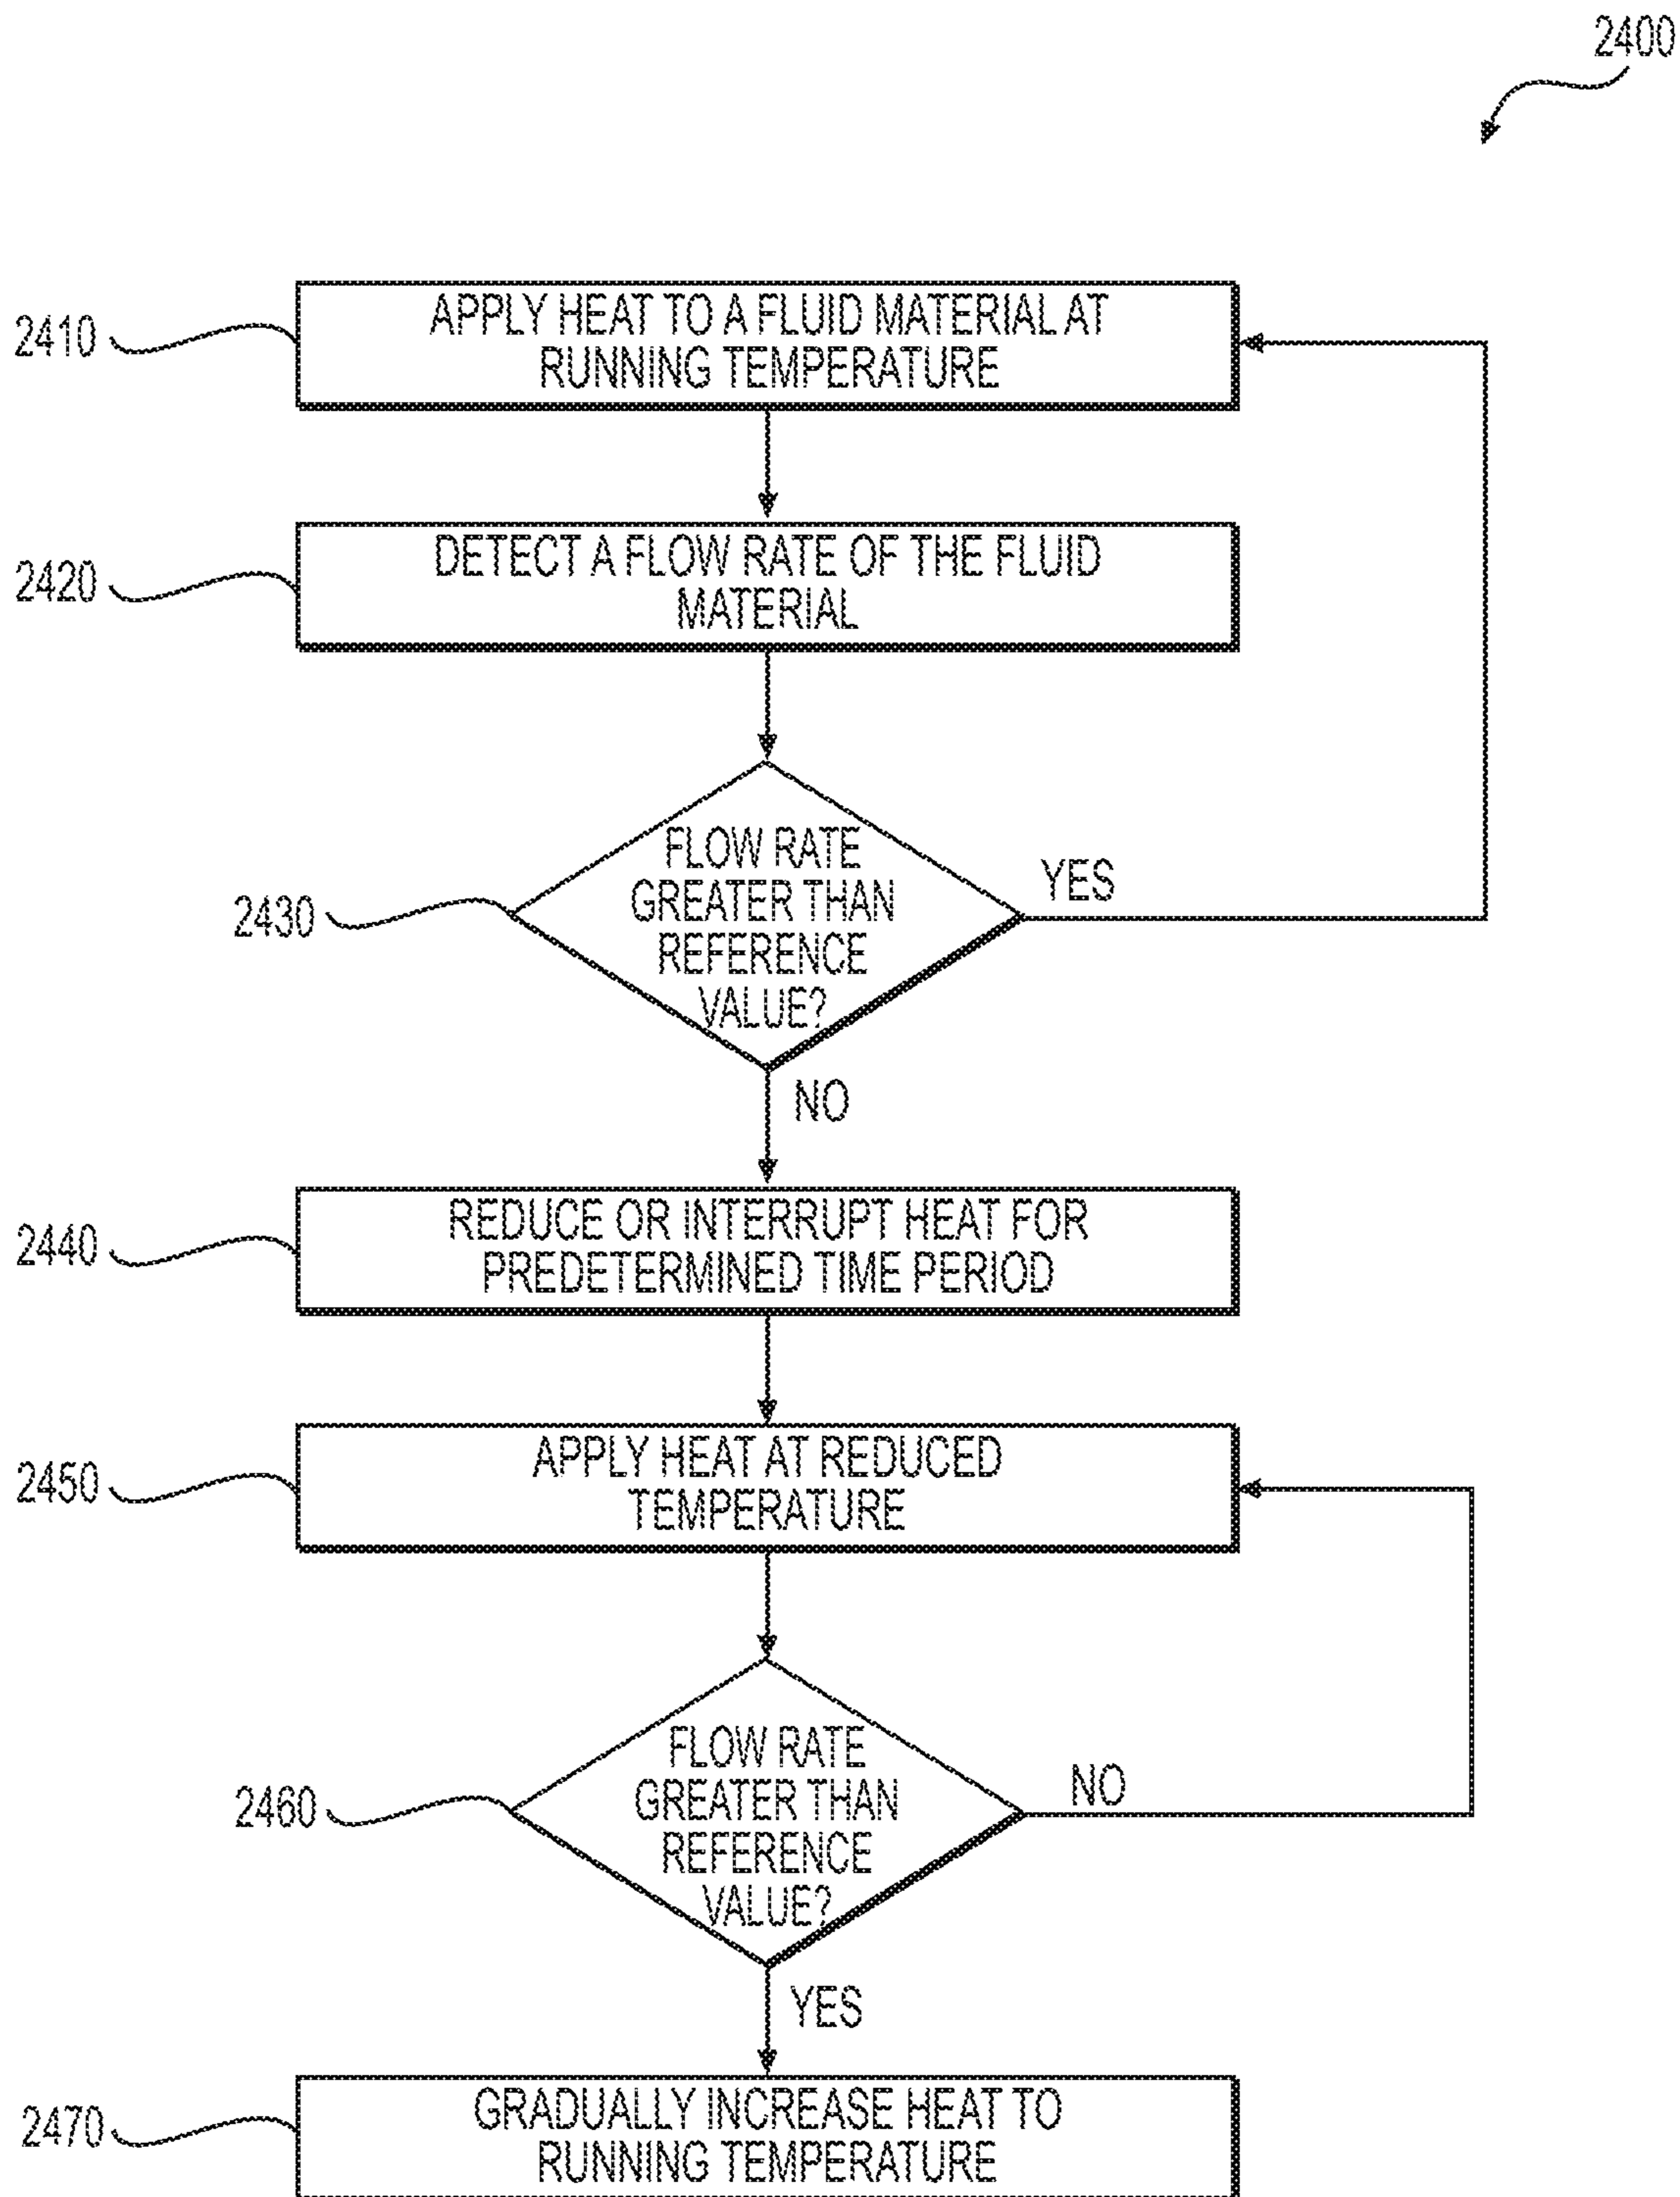 2400
2410
APPLY HEAT TO A FLUID MATERIAL AT
RUNNING TEMPERATURE
2420
DETECT A FLOW RATE OF THE FLUID
MATERIAL
2430
FLOW RATE
GREATER THAN
REFERENCE
VALUE?
YES
NO
2440
REDUCE OR INTERRUPT HEAT FOR
PREDETERMINED TIME PERIOD
2450
APPLY HEAT AT REDUCED
TEMPERATURE
2460
FLOW RATE
GREATER THAN
REFERENCE
VALUE?
NO
YES
2470
GRADUALLY INCREASE HEAT TO
RUNNING TEMPERATURE